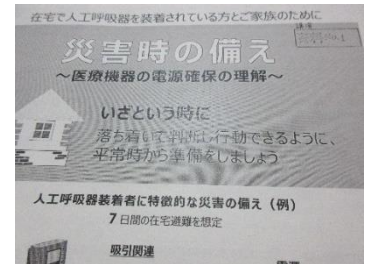 在宅で人工呼吸器を装着されている方とご家族のために
災害時の備え
～医療機器の電源確保の理解～
いざという時に
落ち着いて判断し行動できるように、
平常時から準備をしましょう
人工呼吸器装着者に特徴的な災害の備え（例）
7日間の在宅避難を想定
吸引関連